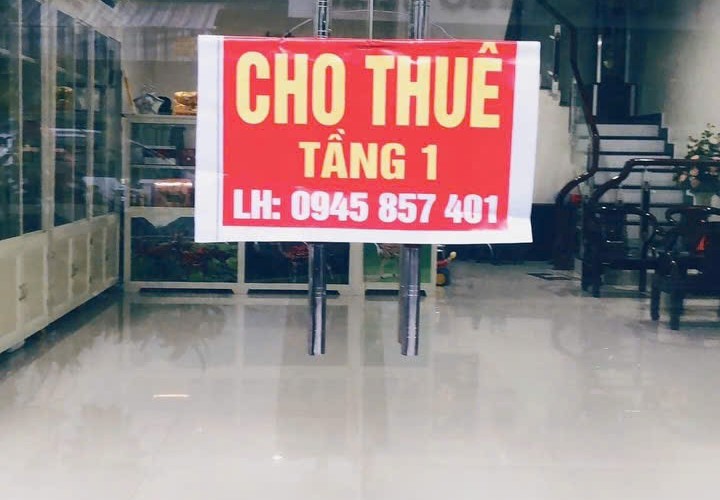 CHO THUÊ
TẦNG 1
LH: 0945 857 401